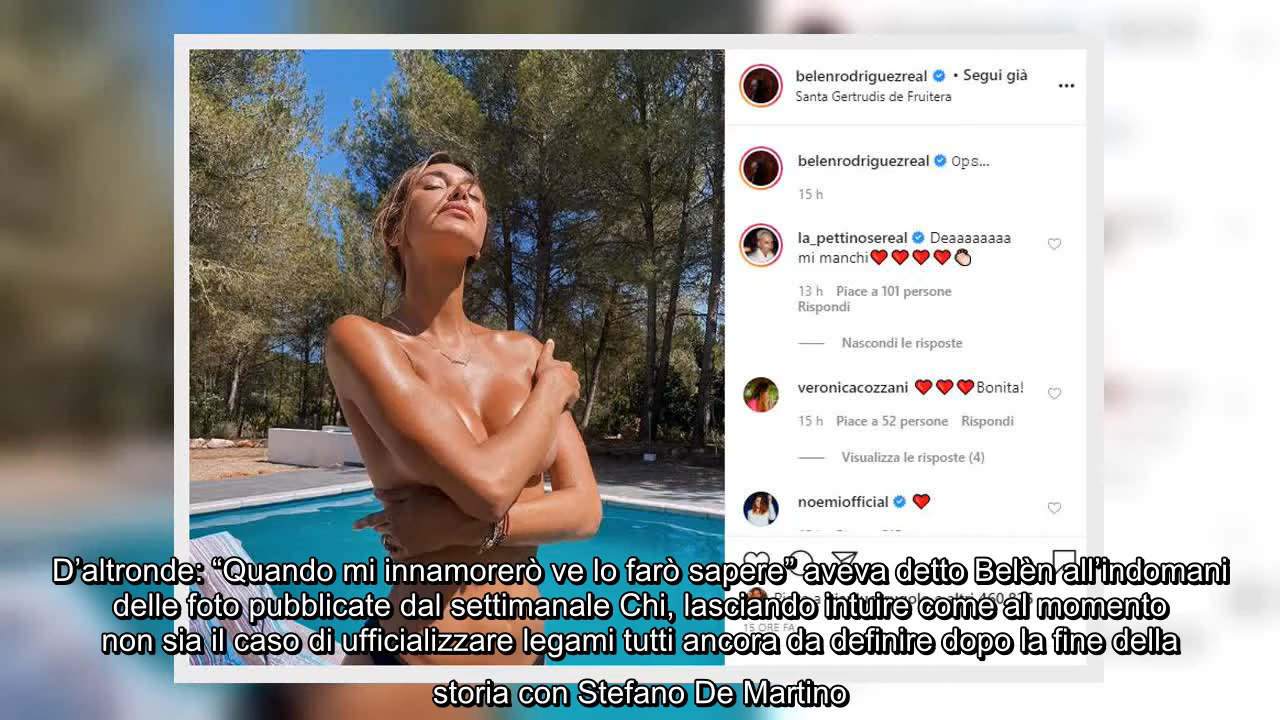 belenrodriguezreal • Segui già
Santa Gertrudis de Fruitera
belenrodriguezreal Ops...
15 h
la_pettinosereal Deaaaaaaaa
mi manchi❤❤❤❤👏🏻
13 h Piace a 101 persone
Rispondi
Nascondi le risposte
veronicacozzani ❤❤❤Bonita!
15 h Piace a 52 persone Rispondi
Visualizza le risposte (4)
noemiofficial ❤
D’altronde: “Quando mi innamorerò ve lo farò sapere” aveva detto Belèn all’indomani
delle foto pubblicate dal settimanale Chi, lasciando intuire come al momento
15 ORE FA
non sia il caso di ufficializzare legami tutti ancora da definire dopo la fine della
storia con Stefano De Martino